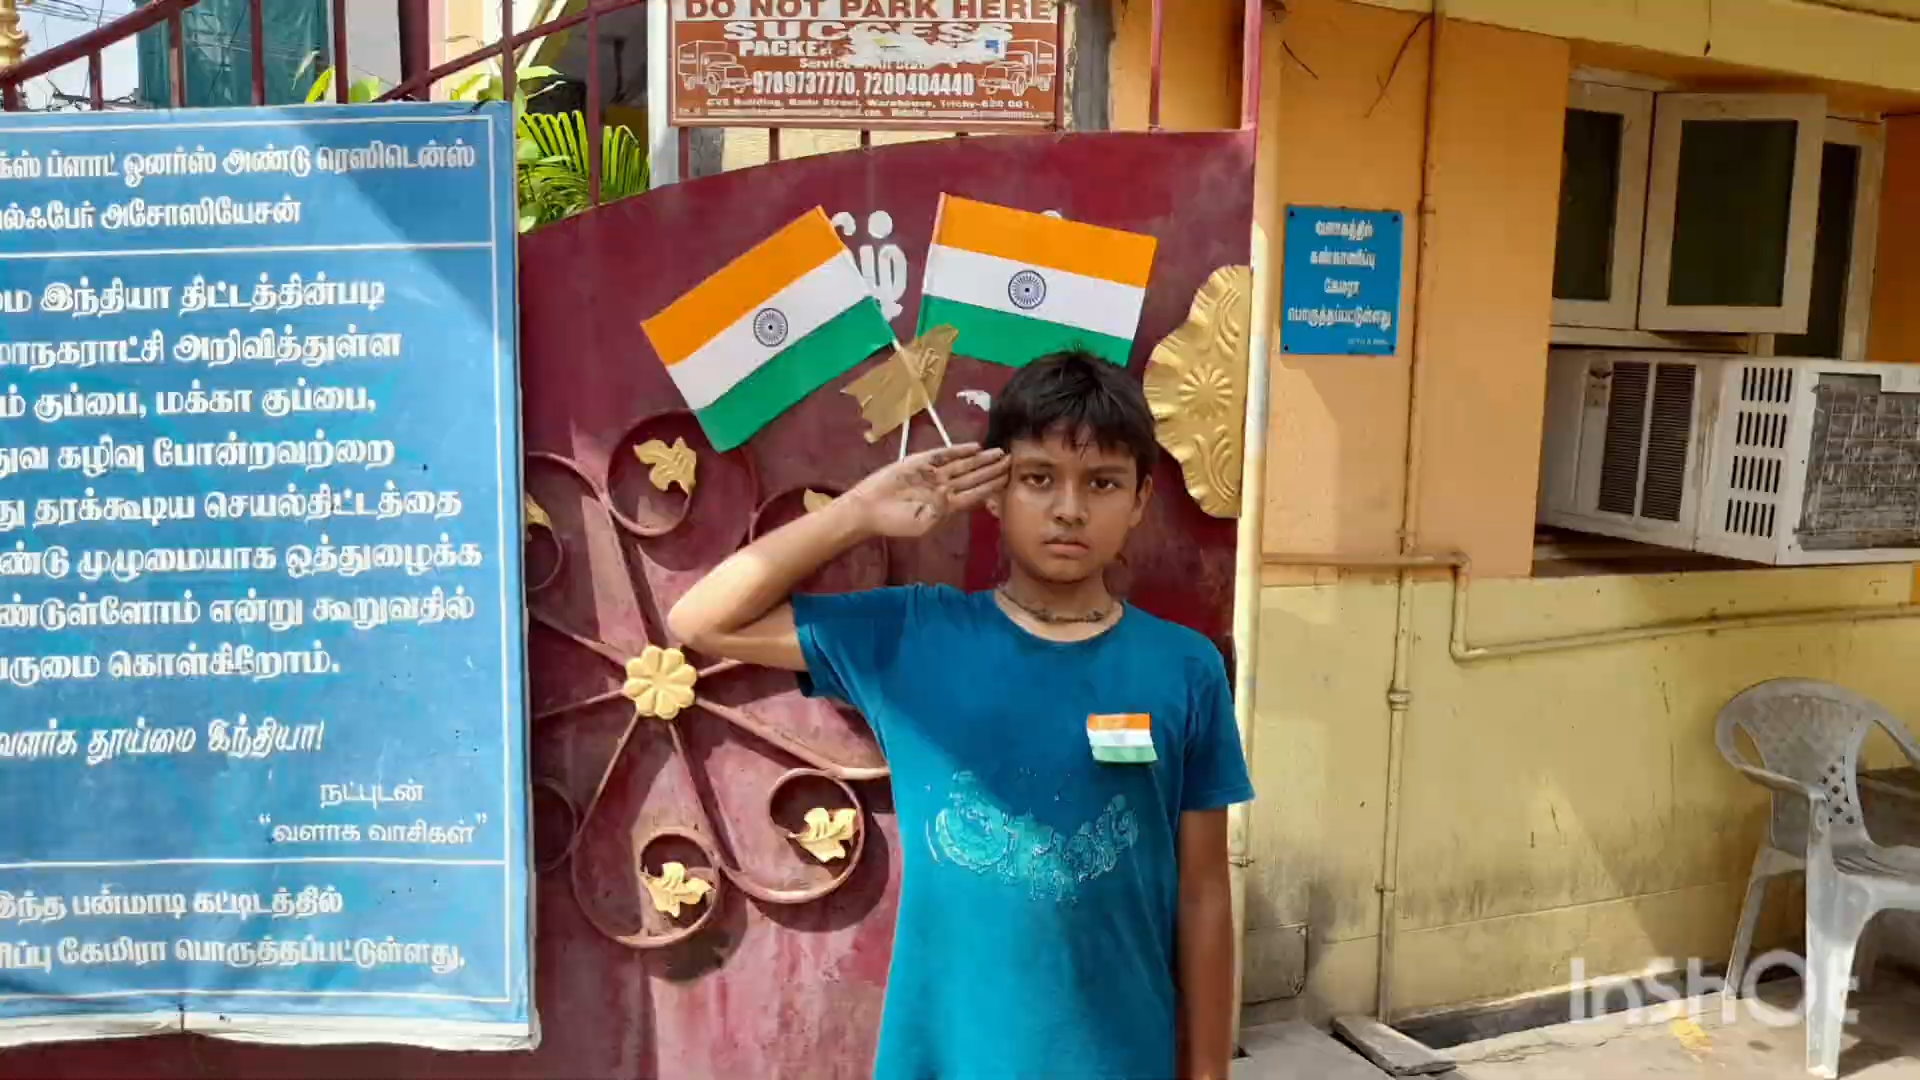 ப்ளாட் ஓனர்ஸ் அண்டு ரெஸிடென்ஸ்
அசோஸியேசன்
இந்தியா திட்டத்தின்படி
மாநகராட்சி அறிவித்துள்ள
குப்பை, மக்கா குப்பை,
கழிவு போன்றவற்றை
தரக்கூடிய செயல்திட்டத்தை
முழுமையாக ஒத்துழைக்க
என்று கூறுவதில்
கொள்கிறோம்.
வளர்க தூய்மை இந்தியா!
நட்புடன்
"வளாக வாசிகள்"
இந்த பன்மாடி கட்டிடத்தில்
கேமிரா பொருத்தப்பட்டுள்ளது.
DO NOT PARK HERE
SUCCESS
9789737770, 7200404440
வளாகத்தில்
கண்காணிப்பு
கேமரா
பொருத்தப்பட்டுள்ளது
InShOt